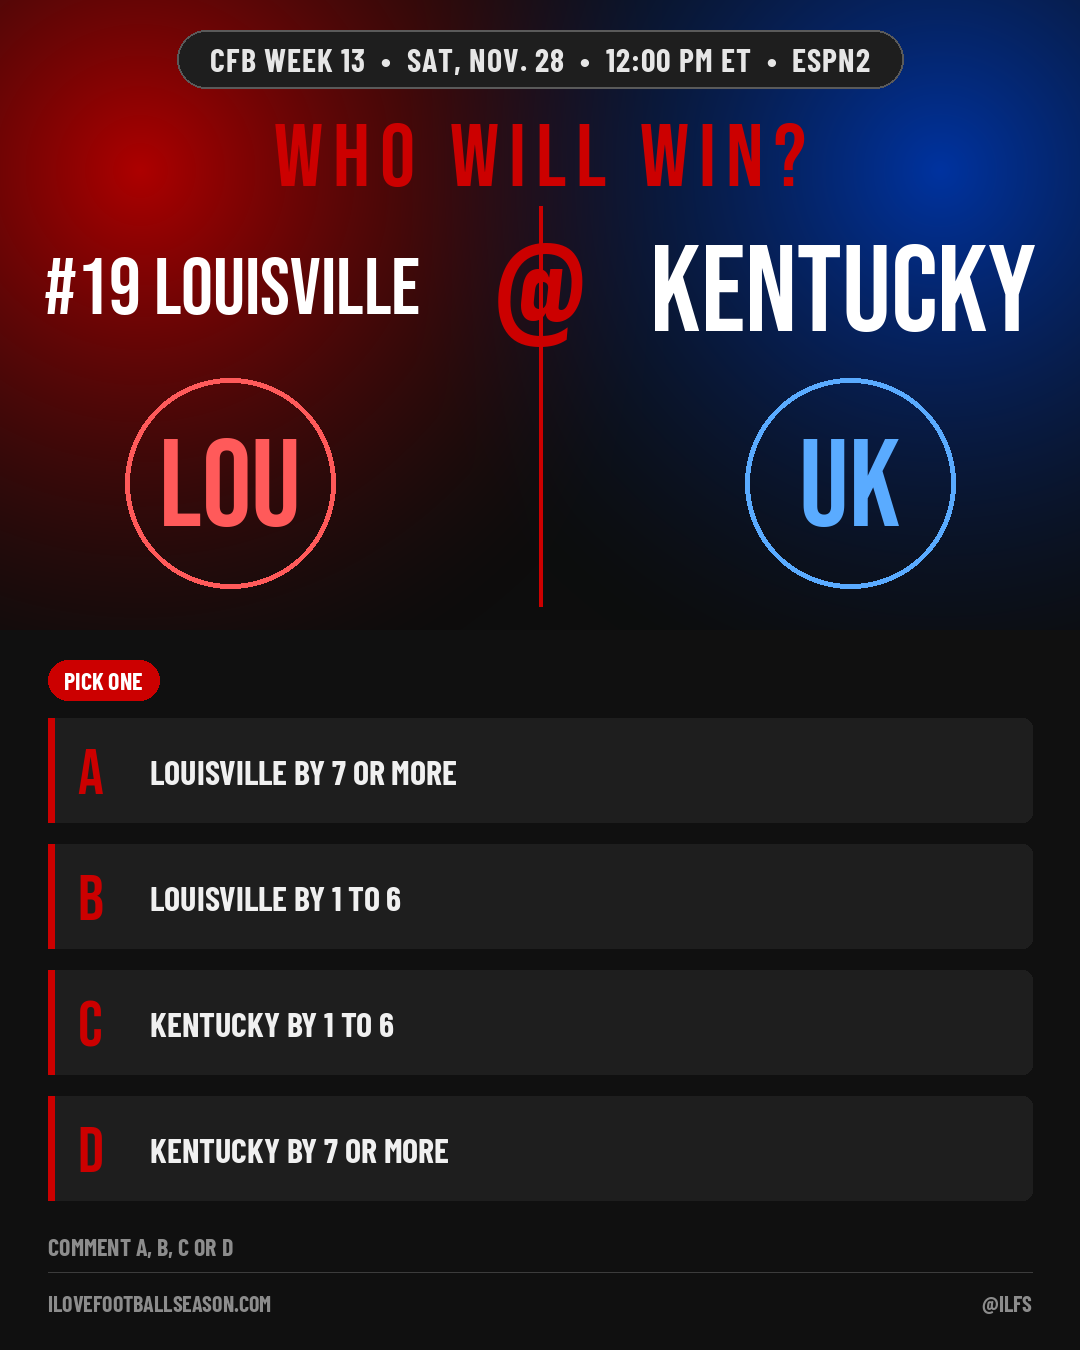 CFB WEEK 13 • SAT, NOV. 28 • 12:00 PM ET • ESPN2
WHO WILL WIN?
#19 LOUISVILLE @ KENTUCKY
LOU UK
PICK ONE
A LOUISVILLE BY 7 OR MORE
B LOUISVILLE BY 1 TO 6
C KENTUCKY BY 1 TO 6
D KENTUCKY BY 7 OR MORE
COMMENT A, B, C OR D
ILOVEFOOTBALLSEASON.COM @ILFS